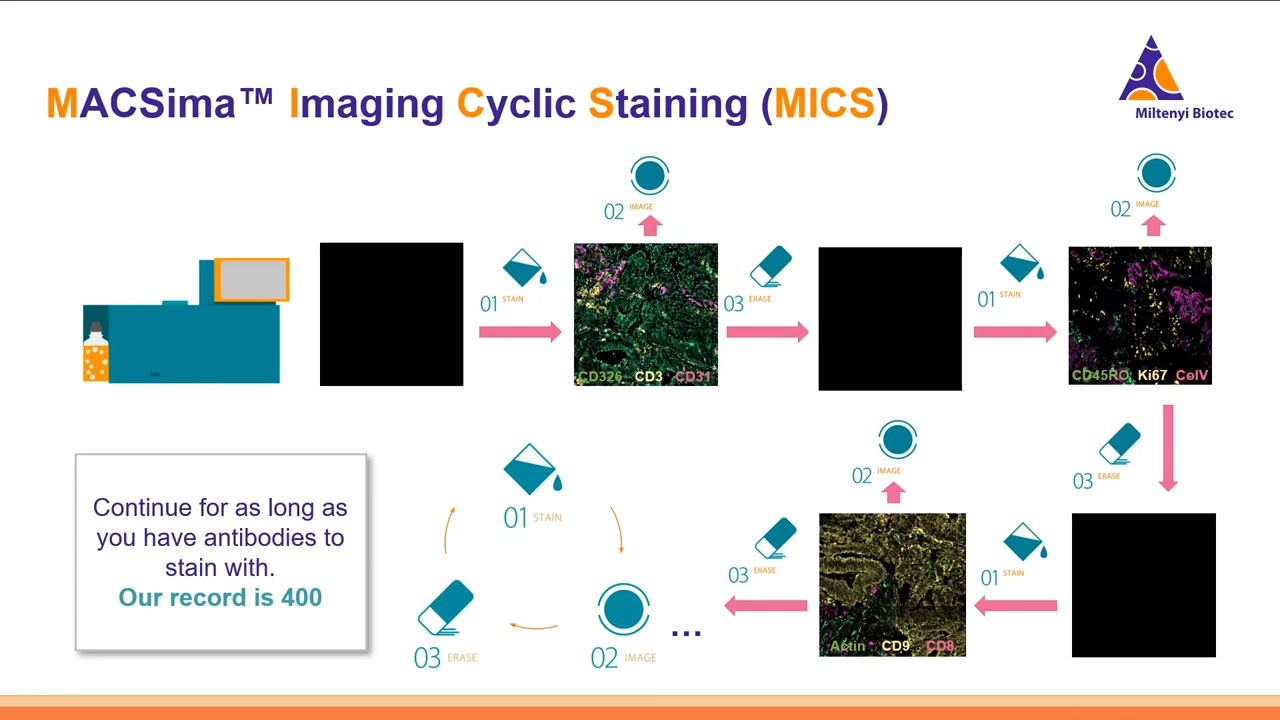 MACSima™ Imaging Cyclic Staining (MICS)
Miltenyi Biotec
02 IMAGE
02 IMAGE
01 STAIN
03 ERASE
01 STAIN
CD326 CD3 CD31
CD45RO Ki67 ColV
03 ERASE
02 IMAGE
Continue for as long as
you have antibodies to
stain with.
Our record is 400
01 STAIN
03 ERASE
02 IMAGE
...
03 ERASE
01 STAIN
Actin CD9 CD8